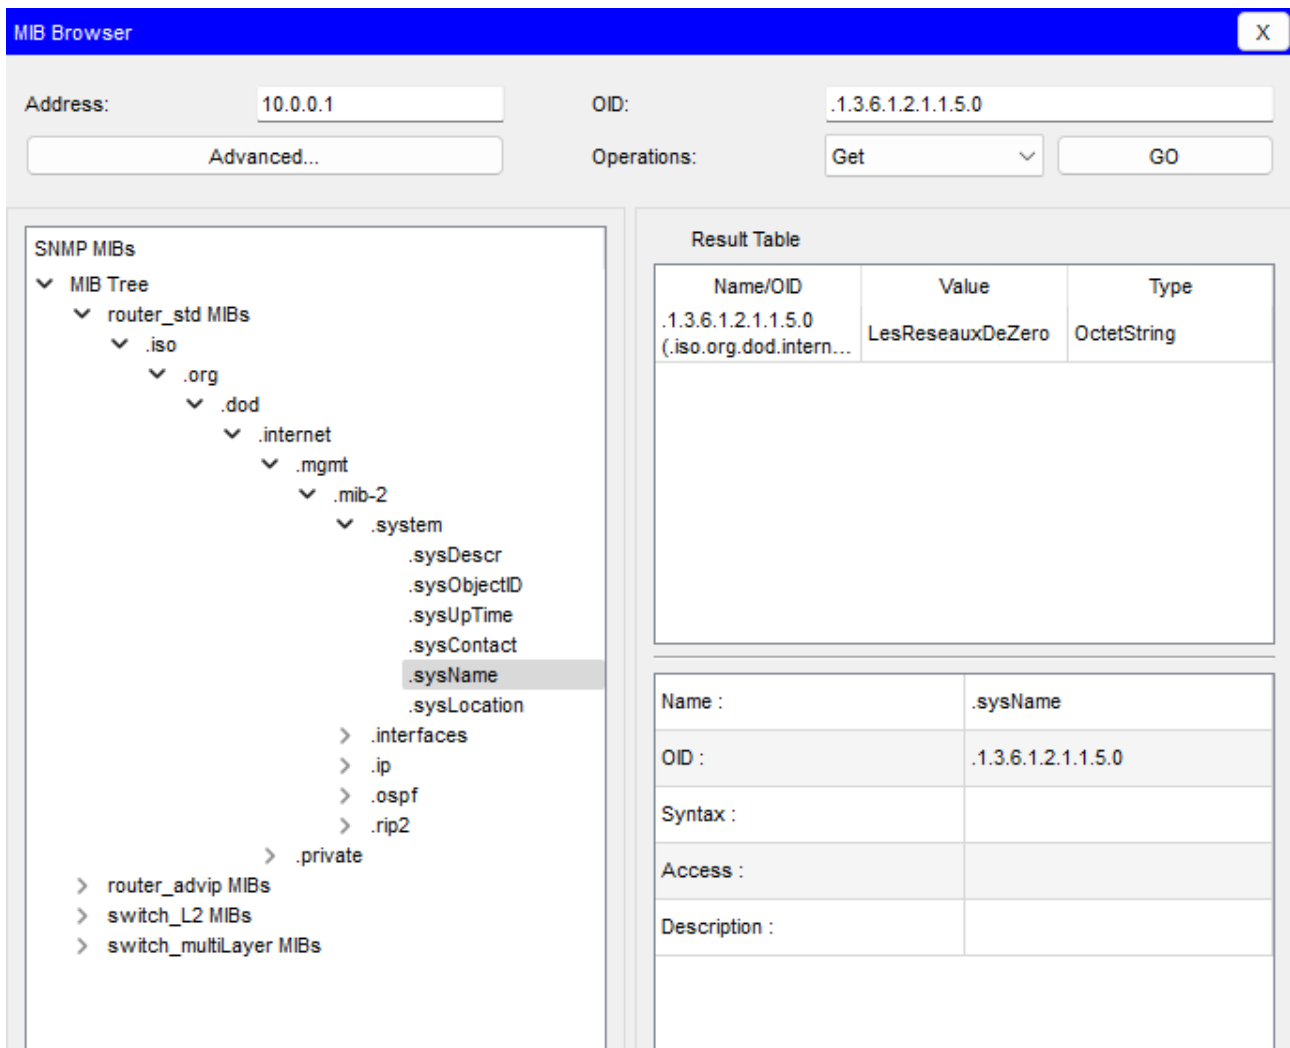 MIB Browser
X
Address: 10.0.0.1 OID: .1.3.6.1.2.1.1.5.0
Advanced... Operations: Get GO
SNMP MIBs
MIB Tree
router_std MIBs
.iso
.org
.dod
.internet
.mgmt
.mib-2
.system
.sysDescr
.sysObjectID
.sysUpTime
.sysContact
.sysName
.sysLocation
.interfaces
.ip
.ospf
.rip2
.private
router_advip MIBs
switch_L2 MIBs
switch_multiLayer MIBs
Result Table
Name/OID Value Type
.1.3.6.1.2.1.1.5.0
(.iso.org.dod.intern... LesReseauxDeZero OctetString
Name : .sysName
OID : .1.3.6.1.2.1.1.5.0
Syntax :
Access :
Description :